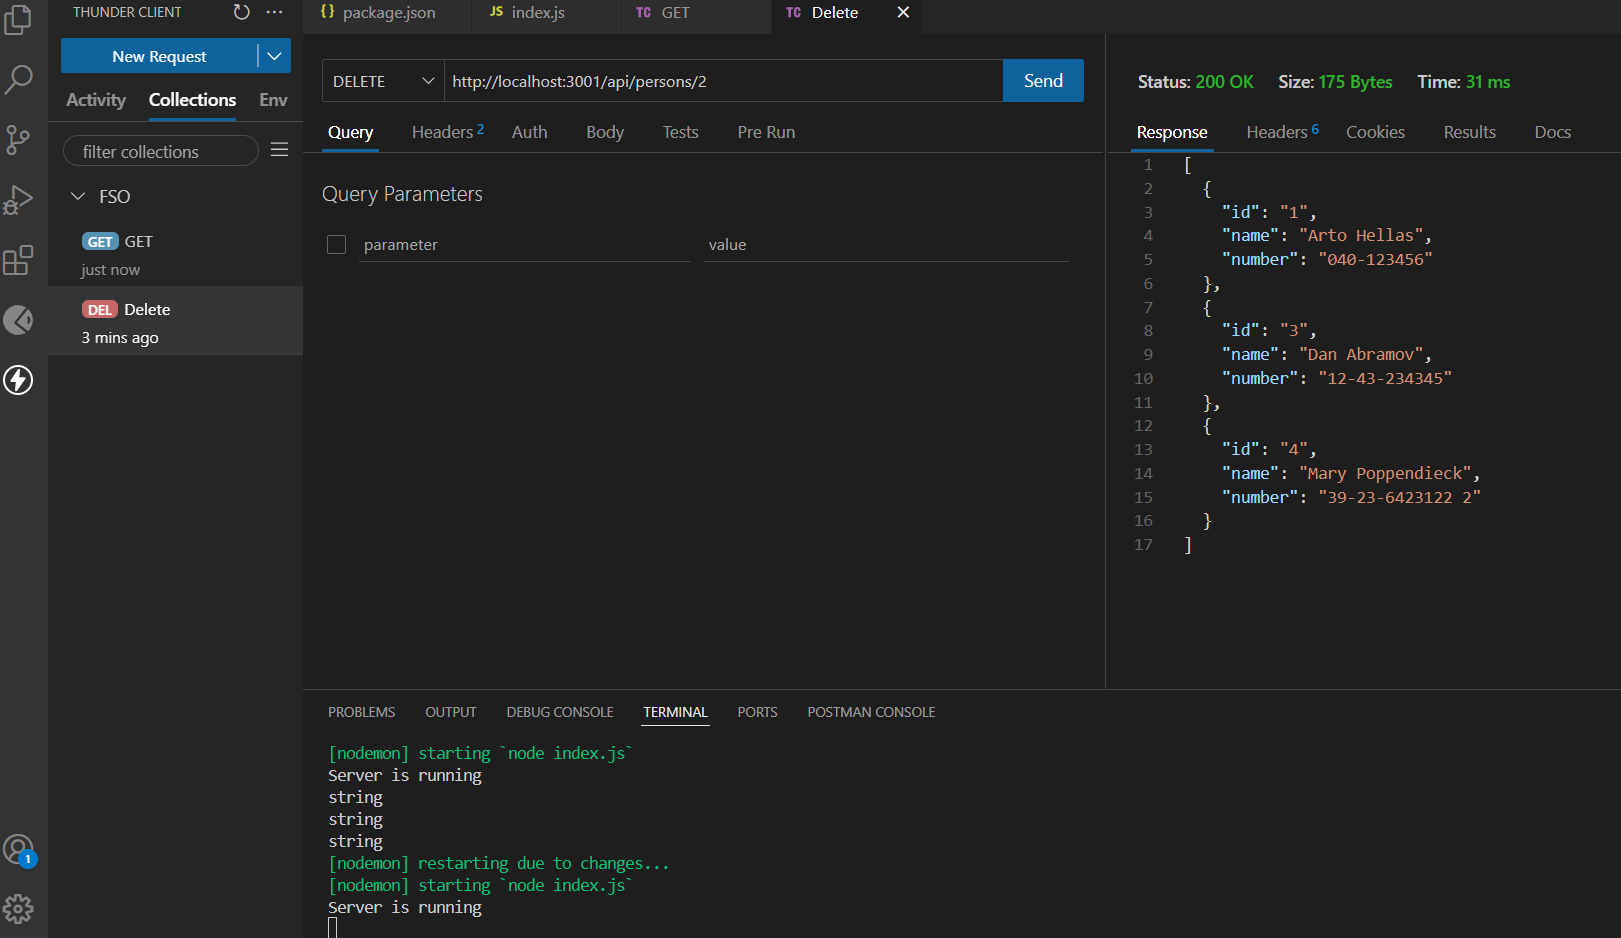 THUNDER CLIENT
New Request
Activity Collections Env
filter collections
FSO
GET GET
just now
DEL Delete
3 mins ago
1
{} package.json JS index.js TC GET TC Delete
DELETE http://localhost:3001/api/persons/2 Send
Query Headers 2 Auth Body Tests Pre Run
Query Parameters
parameter value
Status: 200 OK Size: 175 Bytes Time: 31 ms
Response Headers 6 Cookies Results Docs
1 [
2 {
3 "id": "1",
4 "name": "Arto Hellas",
5 "number": "040-123456"
6 },
7 {
8 "id": "3",
9 "name": "Dan Abramov",
10 "number": "12-43-234345"
11 },
12 {
13 "id": "4",
14 "name": "Mary Poppendieck",
15 "number": "39-23-6423122 2"
16 }
17 ]
PROBLEMS OUTPUT DEBUG CONSOLE TERMINAL PORTS POSTMAN CONSOLE
[nodemon] starting `node index.js`
Server is running
string
string
string
[nodemon] restarting due to changes...
[nodemon] starting `node index.js`
Server is running